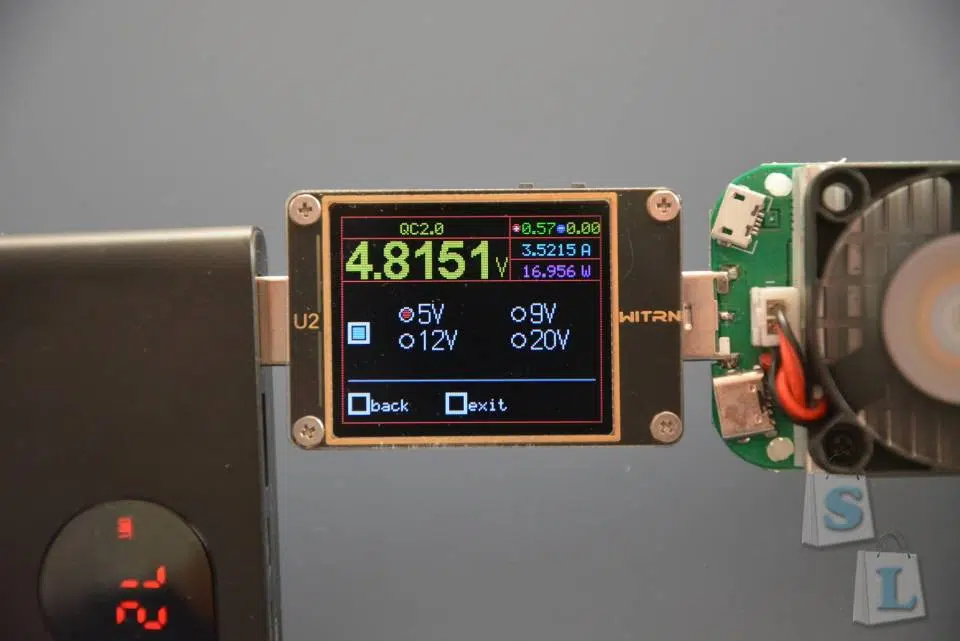 QC2.0
+0.57 -0.00
4.8151V
3.5215 A
16.956 W
5V 9V
12V 20V
back exit
U2
WITRN
S
L